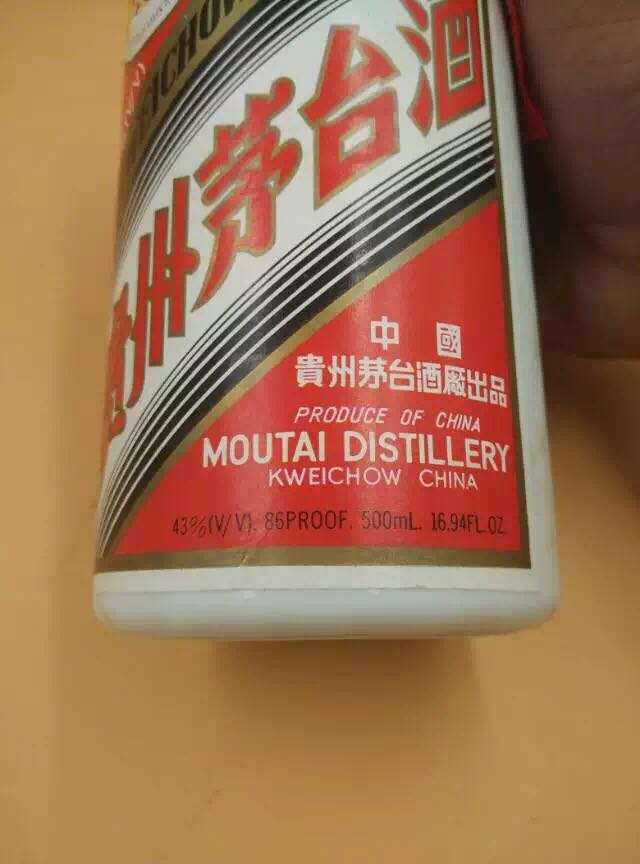 貴州茅台酒
中國
貴州茅台酒廠出品
PRODUCE OF CHINA
MOUTAI DISTILLERY
KWEICHOW CHINA
43%(V/V). 86PROOF. 500mL. 16.94FL.OZ.